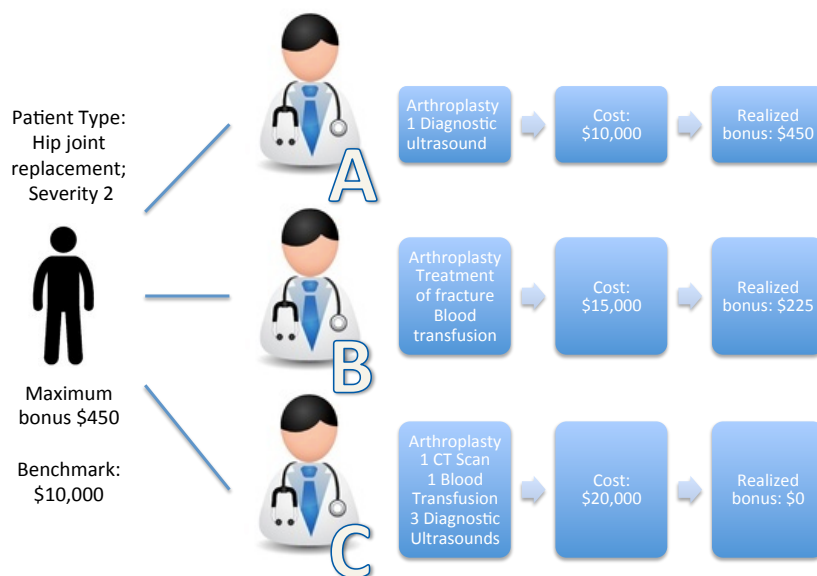 Patient Type:
Hip joint
replacement;
Severity 2
Maximum
bonus $450
Benchmark:
$10,000
A
Arthroplasty
1 Diagnostic
ultrasound
Cost:
$10,000
Realized
bonus: $450
B
Arthroplasty
Treatment
of fracture
Blood
transfusion
Cost:
$15,000
Realized
bonus: $225
C
Arthroplasty
1 CT Scan
1 Blood
Transfusion
3 Diagnostic
Ultrasounds
Cost:
$20,000
Realized
bonus: $0